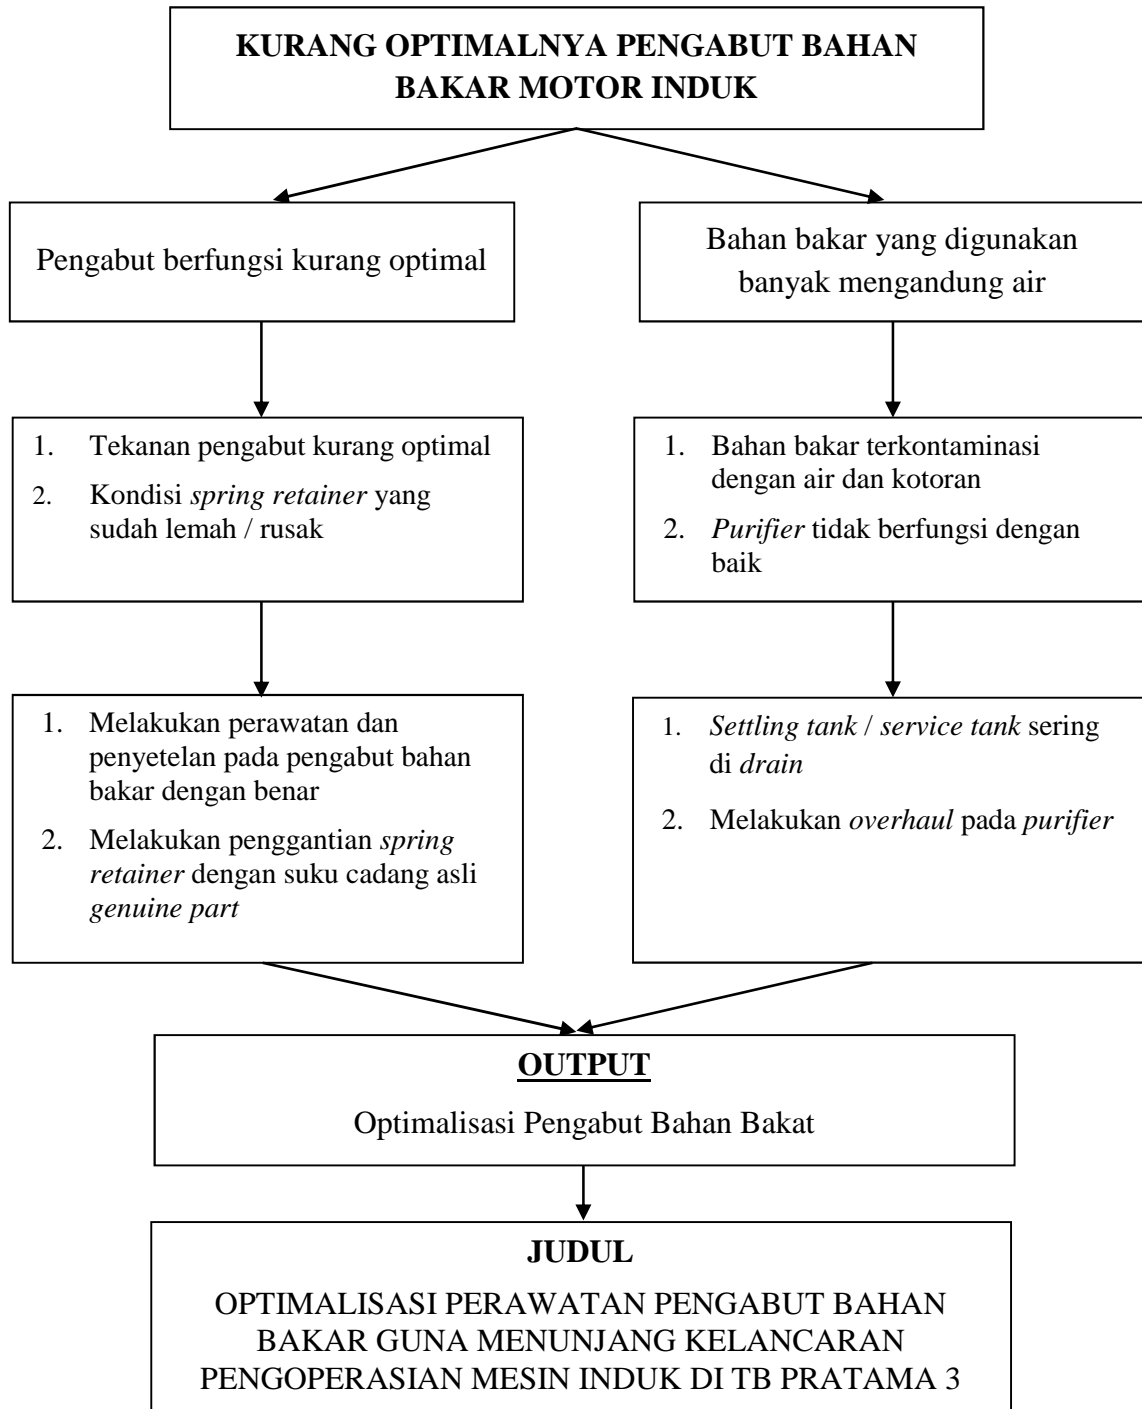 KURANG OPTIMALNYA PENGABUT BAHAN
BAKAR MOTOR INDUK
Pengabut berfungsi kurang optimal
Bahan bakar yang digunakan
banyak mengandung air
1. Tekanan pengabut kurang optimal
2. Kondisi spring retainer yang
sudah lemah / rusak
1. Bahan bakar terkontaminasi
dengan air dan kotoran
2. Purifier tidak berfungsi dengan
baik
1. Melakukan perawatan dan
penyetelan pada pengabut bahan
bakar dengan benar
2. Melakukan penggantian spring
retainer dengan suku cadang asli
genuine part
1. Settling tank / service tank sering
di drain
2. Melakukan overhaul pada purifier
OUTPUT
Optimalisasi Pengabut Bahan Bakat
JUDUL
OPTIMALISASI PERAWATAN PENGABUT BAHAN
BAKAR GUNA MENUNJANG KELANCARAN
PENGOPERASIAN MESIN INDUK DI TB PRATAMA 3